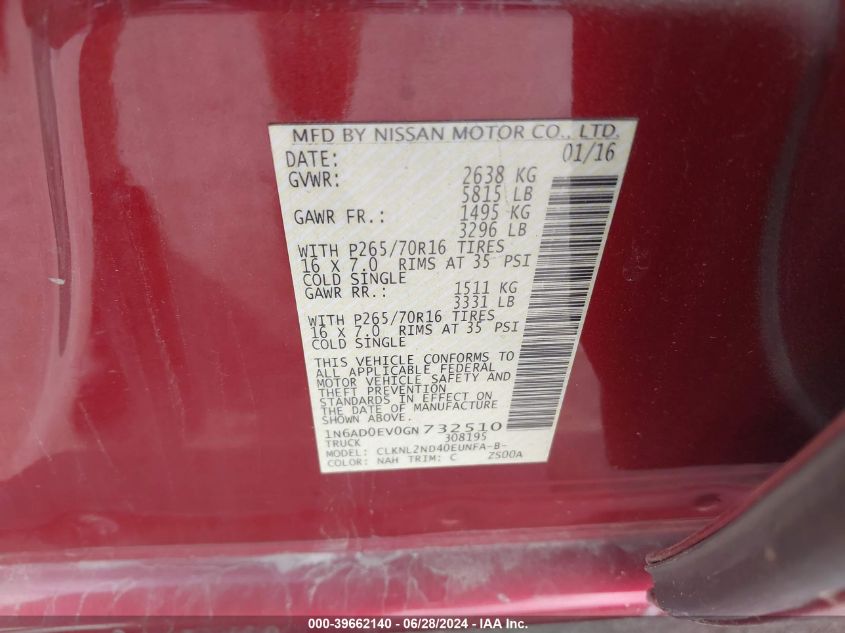 MFD BY NISSAN MOTOR CO., LTD.
DATE: 01/16
GVWR: 2638 KG
5815 LB
GAWR FR.: 1495 KG
3296 LB
WITH P265/70R16 TIRES
16 X 7.0 RIMS AT 35 PSI
COLD SINGLE
GAWR RR.: 1511 KG
3331 LB
WITH P265/70R16 TIRES
16 X 7.0 RIMS AT 35 PSI
COLD SINGLE
THIS VEHICLE CONFORMS TO
ALL APPLICABLE FEDERAL
MOTOR VEHICLE SAFETY AND
THEFT PREVENTION
STANDARDS IN EFFECT ON
THE DATE OF MANUFACTURE
SHOWN ABOVE.
1N6AD0EV0GN732510
TRUCK 308195
MODEL: CLKNL2ND40EUNFA-B-
COLOR: NAH TRIM: C ZS00A
000-39662140 / 06/28/2024 - IAA Inc.